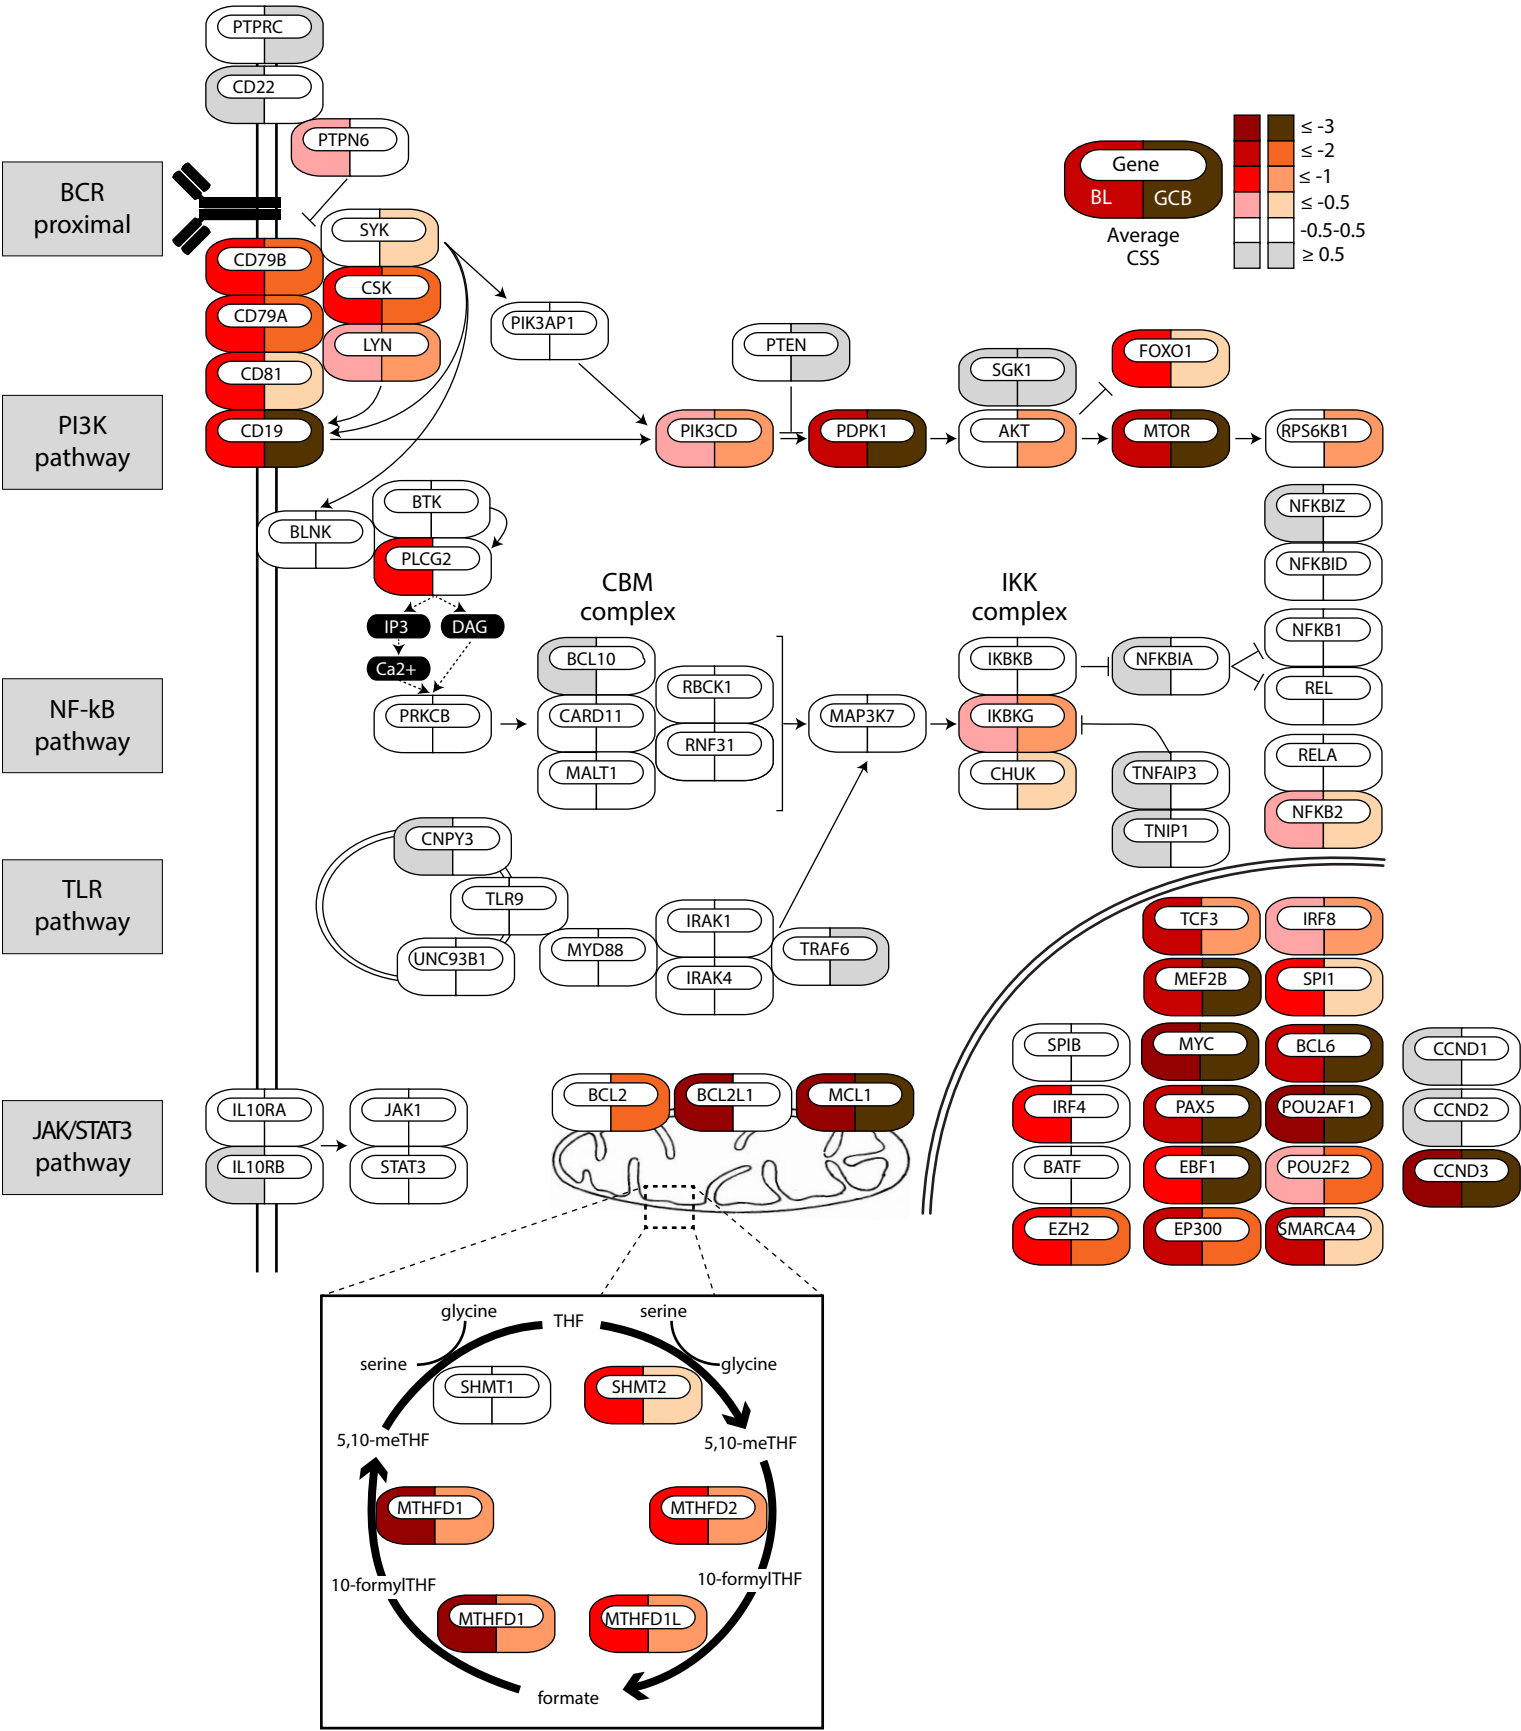 PTPRC
CD22
PTPN6
BCR
proximal
SYK
CD79B
CSK
CD79A
LYN
CD81
CD19
PIK3AP1
Gene
BL
GCB
Average
CSS
≤ -3
≤ -2
≤ -1
≤ -0.5
-0.5-0.5
≥ 0.5
PI3K
pathway
PTEN
PIK3CD
PDPK1
SGK1
AKT
FOXO1
MTOR
RPS6KB1
BTK
BLNK
PLCG2
IP3
DAG
Ca2+
PRKCB
NF-kB
pathway
CBM
complex
BCL10
CARD11
MALT1
RBCK1
RNF31
MAP3K7
IKK
complex
IKBKB
IKBKG
CHUK
NFKBIA
TNFAIP3
TNIP1
NFKBIZ
NFKBID
NFKB1
REL
RELA
NFKB2
TLR
pathway
CNPY3
TLR9
UNC93B1
MYD88
IRAK1
IRAK4
TRAF6
TCF3
IRF8
MEF2B
SPI1
SPIB
MYC
BCL6
CCND1
IRF4
PAX5
POU2AF1
CCND2
BATF
EBF1
POU2F2
CCND3
EZH2
EP300
SMARCA4
JAK/STAT3
pathway
IL10RA
IL10RB
JAK1
STAT3
BCL2
BCL2L1
MCL1
glycine
THF
serine
serine
glycine
SHMT1
SHMT2
5,10-meTHF
5,10-meTHF
MTHFD1
MTHFD2
10-formylTHF
10-formylTHF
MTHFD1
MTHFD1L
formate